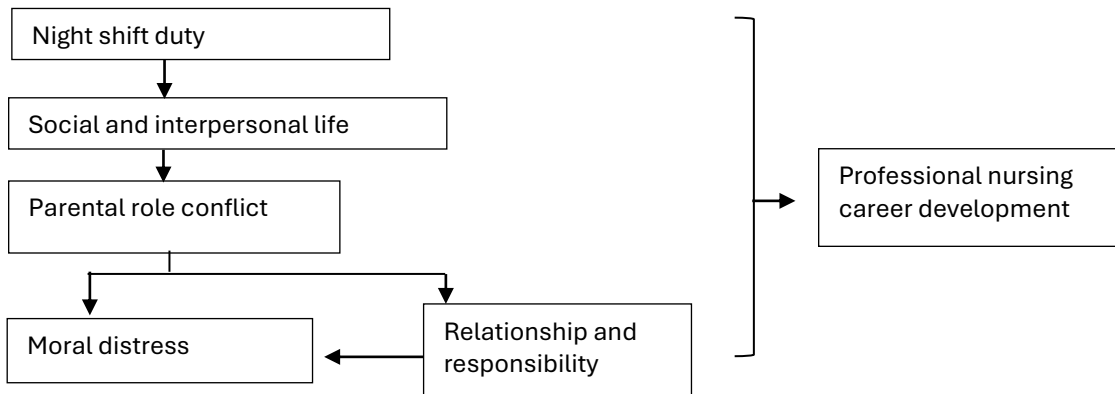 Night shift duty
Social and interpersonal life
Parental role conflict
Moral distress
Relationship and
responsibility
Professional nursing
career development